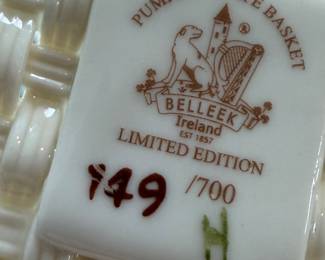 BASKET
®
BELLEEK
Ireland
EST 1857
LIMITED EDITION
149 /700
H